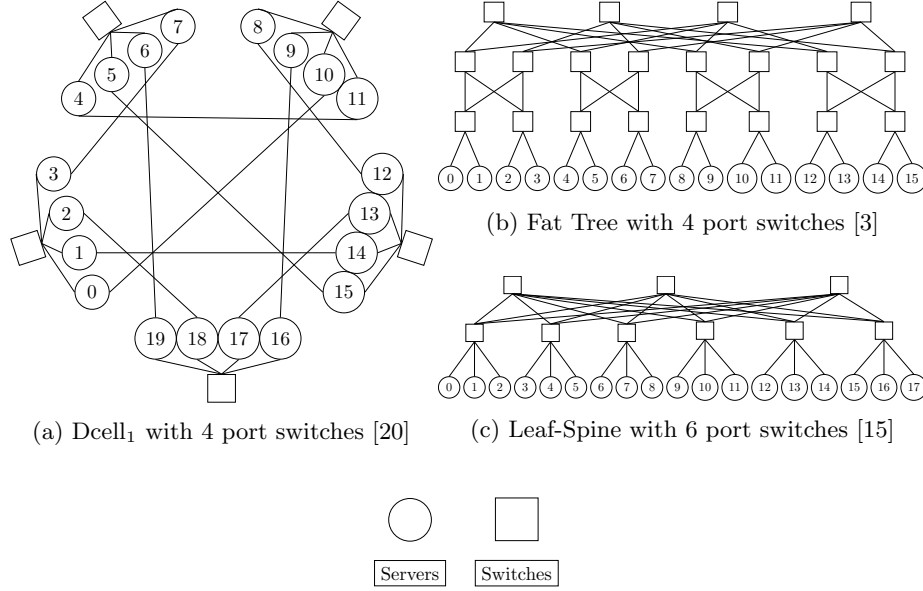 7 8
6 9
5 10
4 11
3 12
2 13
1 14
0 15
19 18 17 16
(a) Dcell₁ with 4 port switches [20]
0 1 2 3 4 5 6 7 8 9 10 11 12 13 14 15
(b) Fat Tree with 4 port switches [3]
0 1 2 3 4 5 6 7 8 9 10 11 12 13 14 15 16 17
(c) Leaf-Spine with 6 port switches [15]
Servers Switches